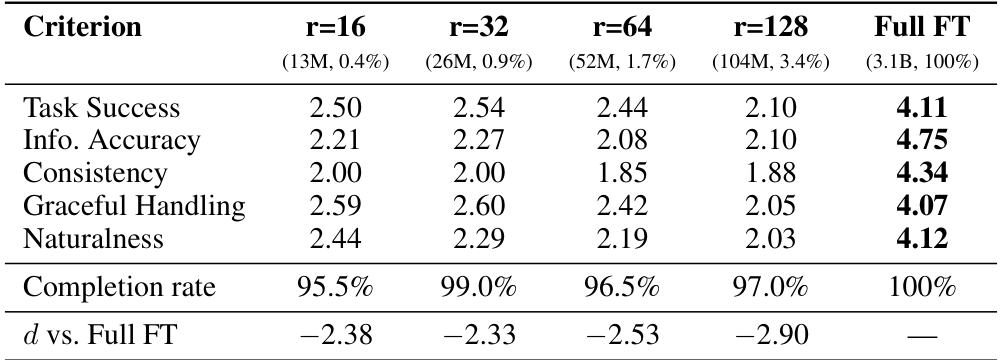 Criterion r=16 r=32 r=64 r=128 Full FT
(13M, 0.4%) (26M, 0.9%) (52M, 1.7%) (104M, 3.4%) (3.1B, 100%)
Task Success 2.50 2.54 2.44 2.10 4.11
Info. Accuracy 2.21 2.27 2.08 2.10 4.75
Consistency 2.00 2.00 1.85 1.88 4.34
Graceful Handling 2.59 2.60 2.42 2.05 4.07
Naturalness 2.44 2.29 2.19 2.03 4.12
Completion rate 95.5% 99.0% 96.5% 97.0% 100%
d vs. Full FT −2.38 −2.33 −2.53 −2.90 —